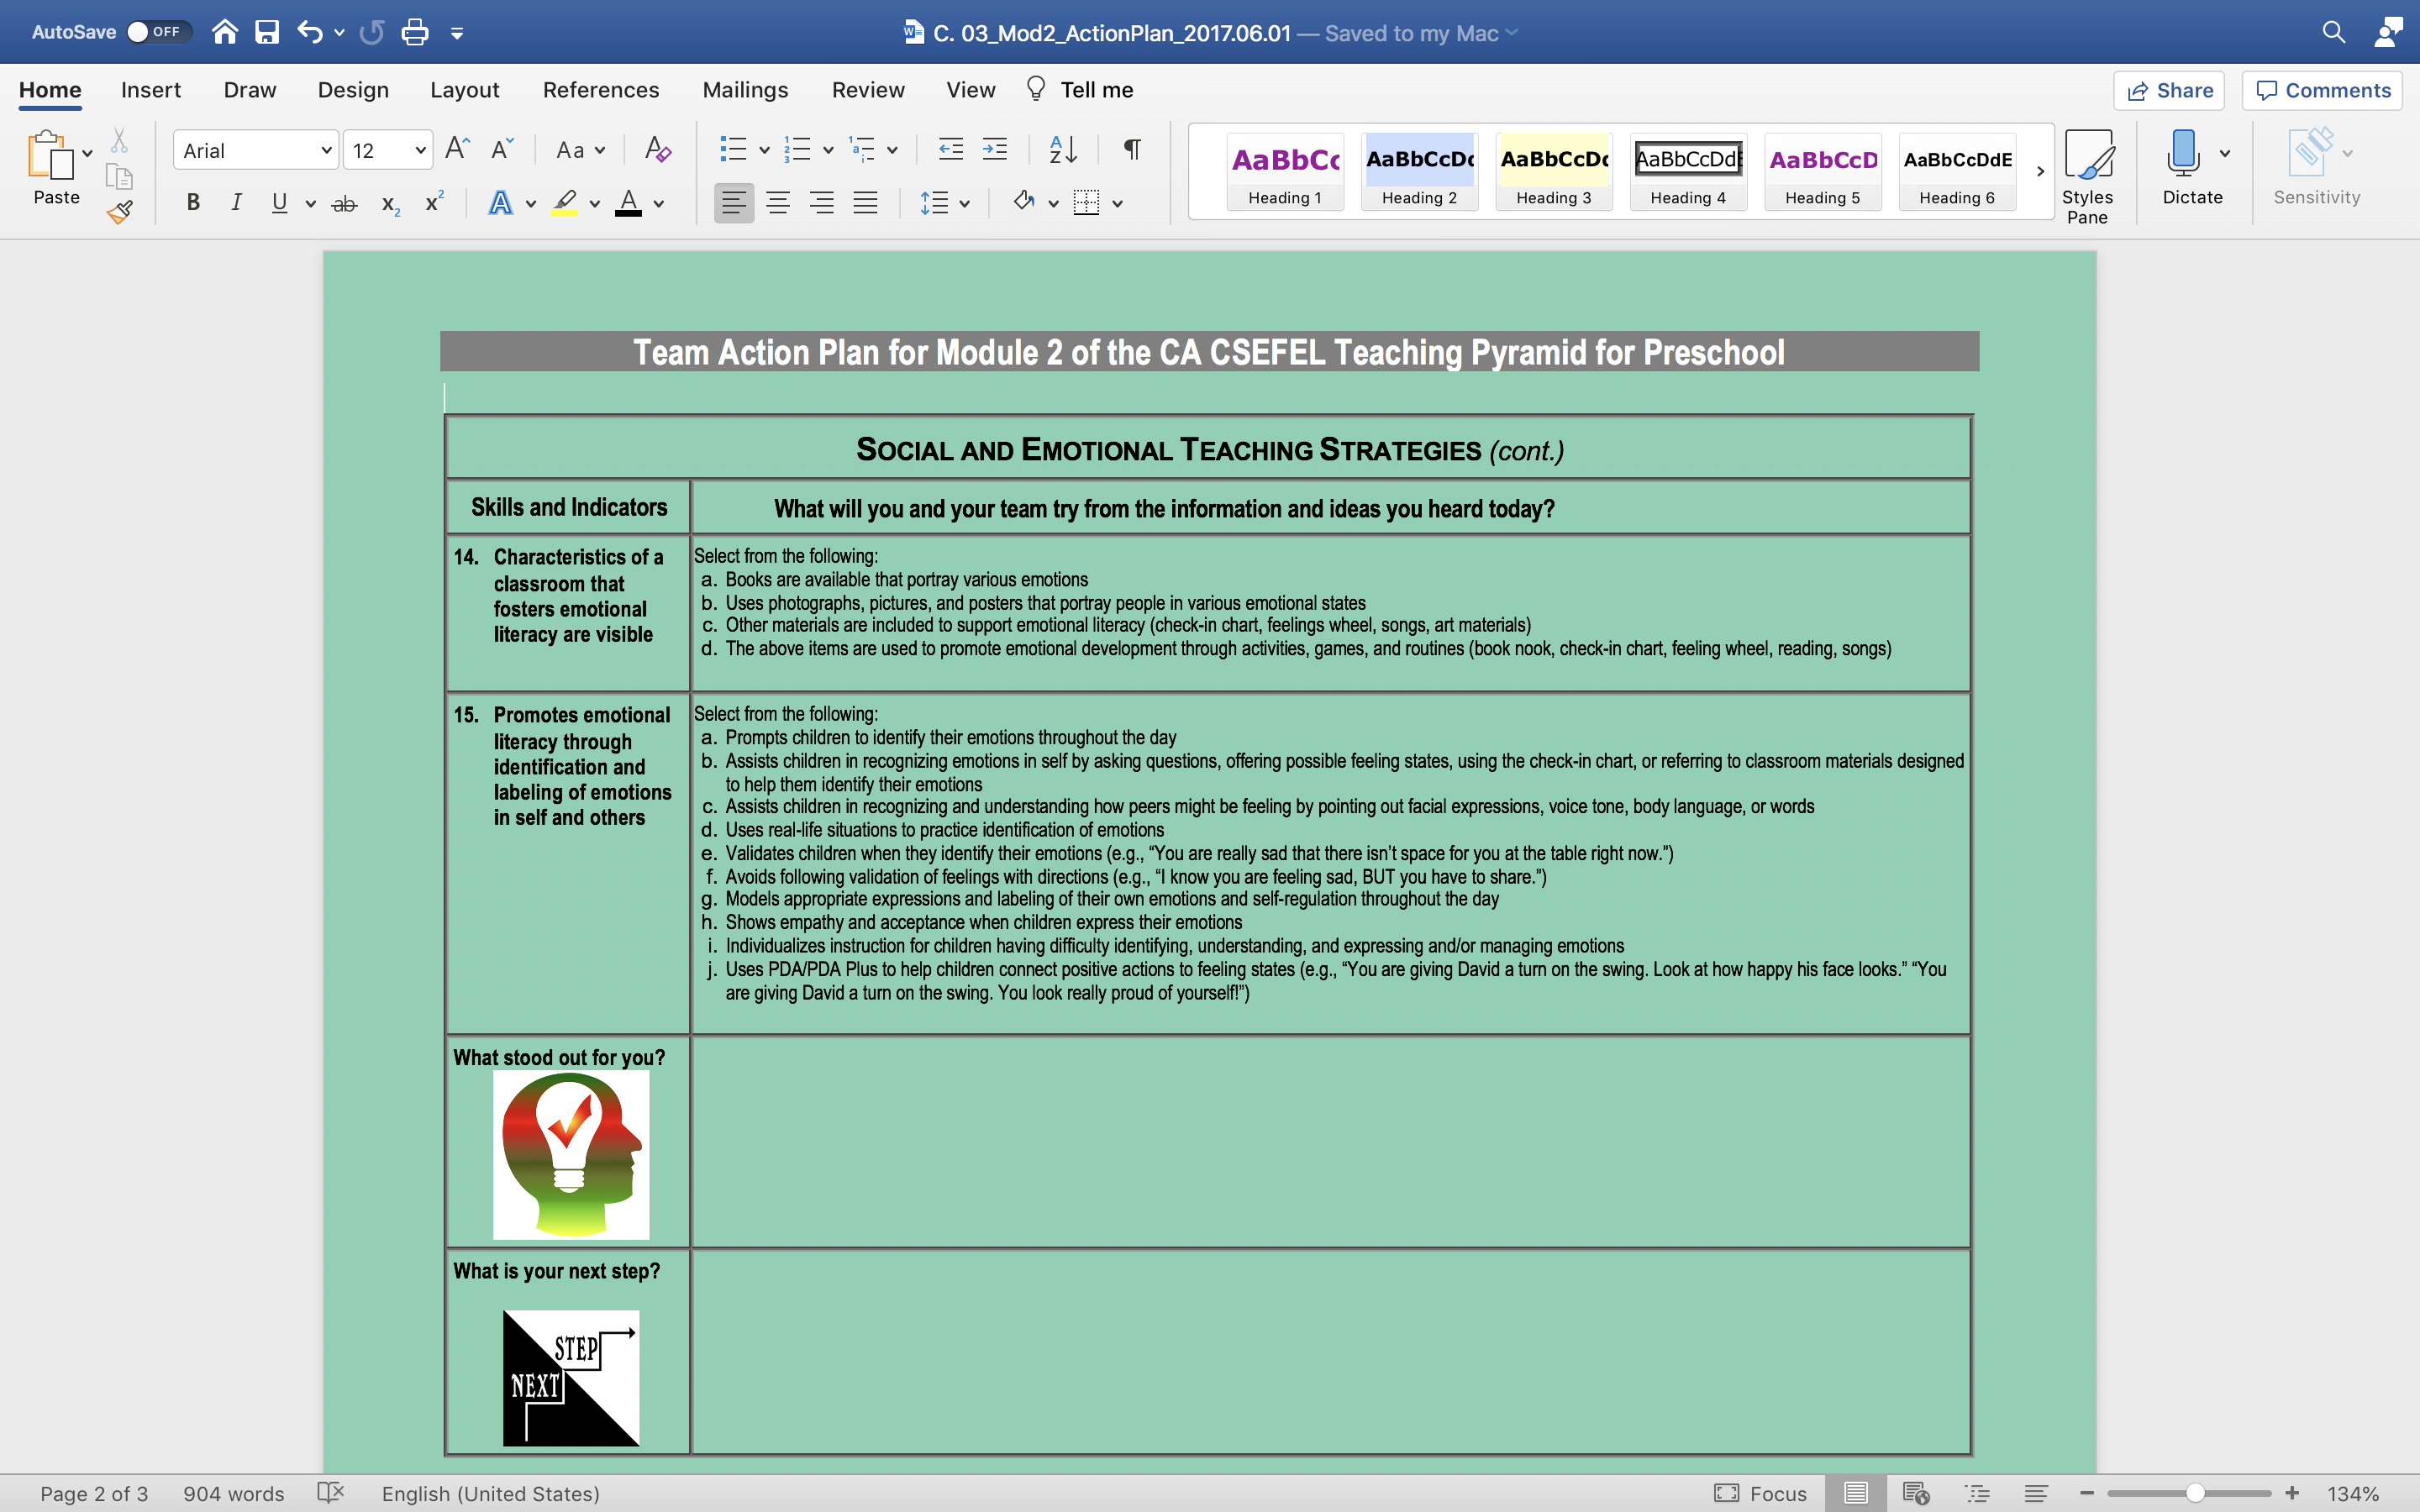 AutoSave OFF
C. 03_Mod2_ActionPlan_2017.06.01 — Saved to my Mac
Home Insert Draw Design Layout References Mailings Review View Tell me Share Comments
Paste
Arial 12
AaBbCc AaBbCcDc AaBbCcDc AaBbCcDdE AaBbCcD AaBbCcDdE
Heading 1 Heading 2 Heading 3 Heading 4 Heading 5 Heading 6
Styles Pane
Dictate
Sensitivity
Team Action Plan for Module 2 of the CA CSEFEL Teaching Pyramid for Preschool
SOCIAL AND EMOTIONAL TEACHING STRATEGIES (cont.)
Skills and Indicators
What will you and your team try from the information and ideas you heard today?
14. Characteristics of a
classroom that
fosters emotional
literacy are visible
Select from the following:
a. Books are available that portray various emotions
b. Uses photographs, pictures, and posters that portray people in various emotional states
c. Other materials are included to support emotional literacy (check-in chart, feelings wheel, songs, art materials)
d. The above items are used to promote emotional development through activities, games, and routines (book nook, check-in chart, feeling wheel, reading, songs)
15. Promotes emotional
literacy through
identification and
labeling of emotions
in self and others
Select from the following:
a. Prompts children to identify their emotions throughout the day
b. Assists children in recognizing emotions in self by asking questions, offering possible feeling states, using the check-in chart, or referring to classroom materials designed
to help them identify their emotions
c. Assists children in recognizing and understanding how peers might be feeling by pointing out facial expressions, voice tone, body language, or words
d. Uses real-life situations to practice identification of emotions
e. Validates children when they identify their emotions (e.g., “You are really sad that there isn’t space for you at the table right now.”)
f. Avoids following validation of feelings with directions (e.g., “I know you are feeling sad, BUT you have to share.”)
g. Models appropriate expressions and labeling of their own emotions and self-regulation throughout the day
h. Shows empathy and acceptance when children express their emotions
i. Individualizes instruction for children having difficulty identifying, understanding, and expressing and/or managing emotions
j. Uses PDA/PDA Plus to help children connect positive actions to feeling states (e.g., “You are giving David a turn on the swing. Look at how happy his face looks.” “You
are giving David a turn on the swing. You look really proud of yourself!”)
What stood out for you?
What is your next step?
STEP
NEXT
Page 2 of 3 904 words English (United States) Focus 134%